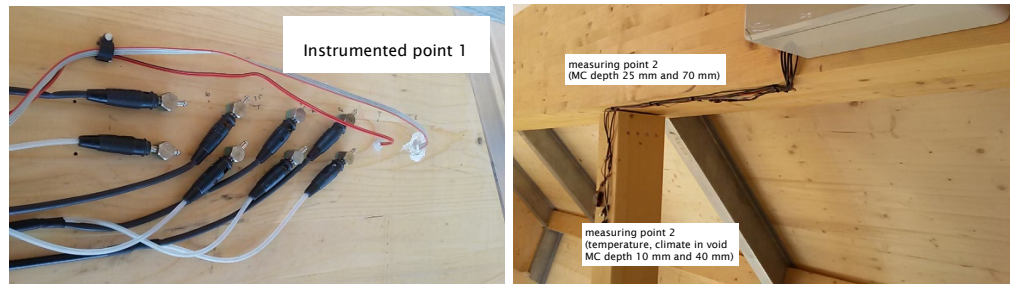 Instrumented point 1
measuring point 2
(MC depth 25 mm and 70 mm)
measuring point 2
(temperature, climate in void
MC depth 10 mm and 40 mm)